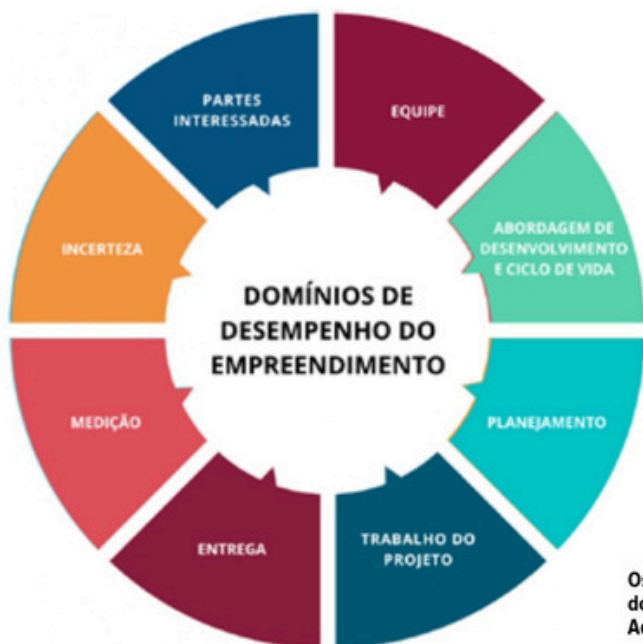 PARTES
INTERESSADAS
EQUIPE
ABORDAGEM DE
DESENVOLVIMENTO
E CICLO DE VIDA
PLANEJAMENTO
TRABALHO DO
PROJETO
ENTREGA
MEDIÇÃO
INCERTEZA
DOMÍNIOS DE
DESEMPENHO DO
EMPREENDIMENTO